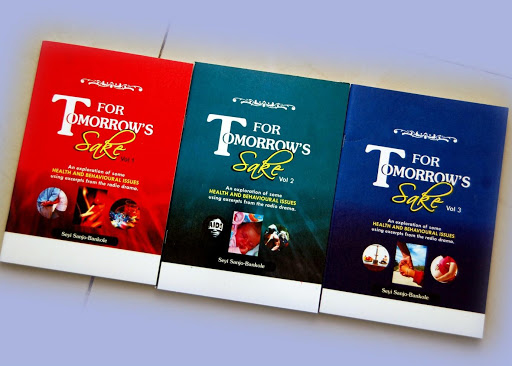 FOR
TOMORROW'S
Sake
Vol 1
An exploration of some
HEALTH AND BEHAVIOURAL ISSUES
using excerpts from the radio drama.
Seyi Sanjo-Bankole
FOR
TOMORROW'S
Sake
Vol 2
An exploration of some
HEALTH AND BEHAVIOURAL ISSUES
using excerpts from the radio drama.
AIDS
Seyi Sanjo-Bankole
FOR
TOMORROW'S
Sake
Vol 3
An exploration of some
HEALTH AND BEHAVIOURAL ISSUES
using excerpts from the radio drama.
Seyi Sanjo-Bankole